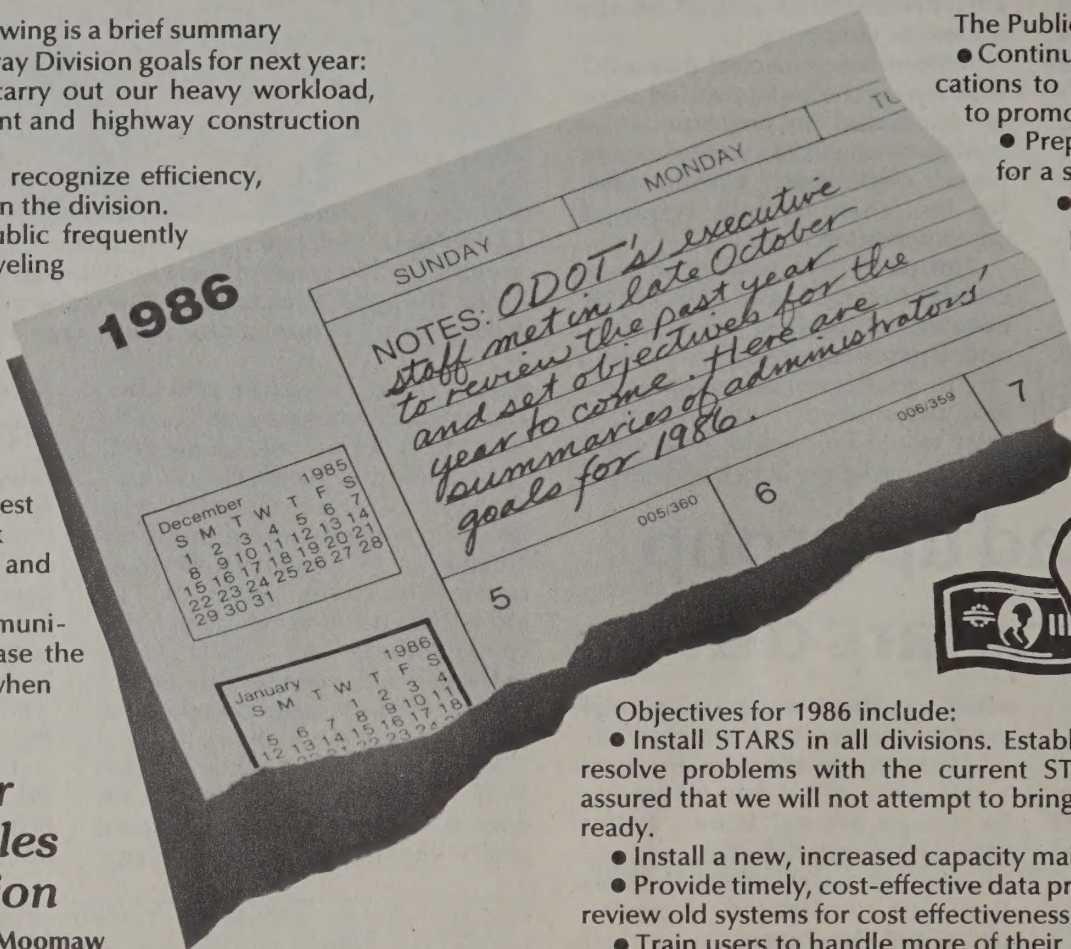 wing is a brief summary
ay Division goals for next year:
carry out our heavy workload,
nt and highway construction
recognize efficiency,
n the division.
ublic frequently
veling
est
and
muni-
ase the
when
r
les
ion
Moomaw
1986
SUNDAY
MONDAY
TU
NOTES: ODOT's executive
staff met in late October
to review the past year
and set objectives for the
year to come. Here are
summaries of administrators'
goals for 1986.
005/360
006/359
5
6
7
December 1985
S M T W T F S
1 2 3 4 5 6 7
8 9 10 11 12 13 14
15 16 17 18 19 20 21
22 23 24 25 26 27 28
29 30 31
January 1986
S M T W T F S
1 2 3 4
5 6 7 8 9 10 11
12 13 14 15 16 17 18
22 23
The Public
● Continu
cations to
to promo
● Prep
for a s
●
Objectives for 1986 include:
● Install STARS in all divisions. Establ
resolve problems with the current ST
assured that we will not attempt to bring
ready.
● Install a new, increased capacity ma
● Provide timely, cost-effective data pr
review old systems for cost effectiveness
● Train users to handle more of their